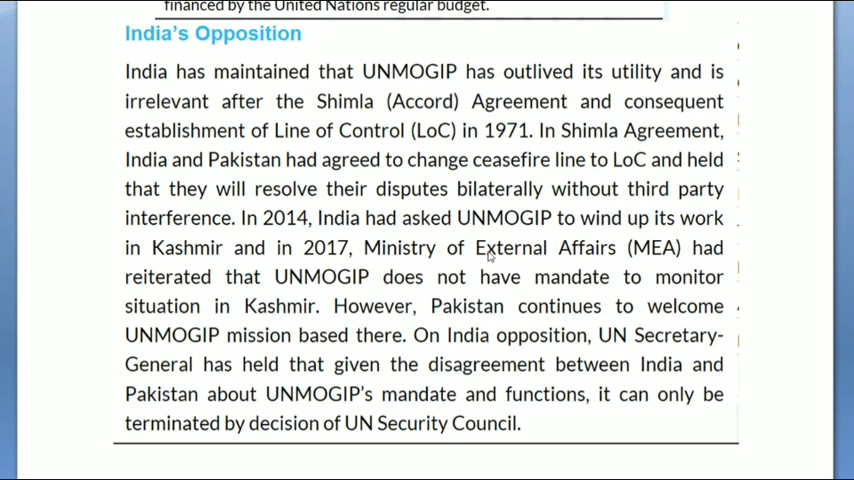 financed by the United Nations regular budget.
India's Opposition
India has maintained that UNMOGIP has outlived its utility and is
irrelevant after the Shimla (Accord) Agreement and consequent
establishment of Line of Control (LoC) in 1971. In Shimla Agreement,
India and Pakistan had agreed to change ceasefire line to LoC and held
that they will resolve their disputes bilaterally without third party
interference. In 2014, India had asked UNMOGIP to wind up its work
in Kashmir and in 2017, Ministry of External Affairs (MEA) had
reiterated that UNMOGIP does not have mandate to monitor
situation in Kashmir. However, Pakistan continues to welcome
UNMOGIP mission based there. On India opposition, UN Secretary-
General has held that given the disagreement between India and
Pakistan about UNMOGIP's mandate and functions, it can only be
terminated by decision of UN Security Council.